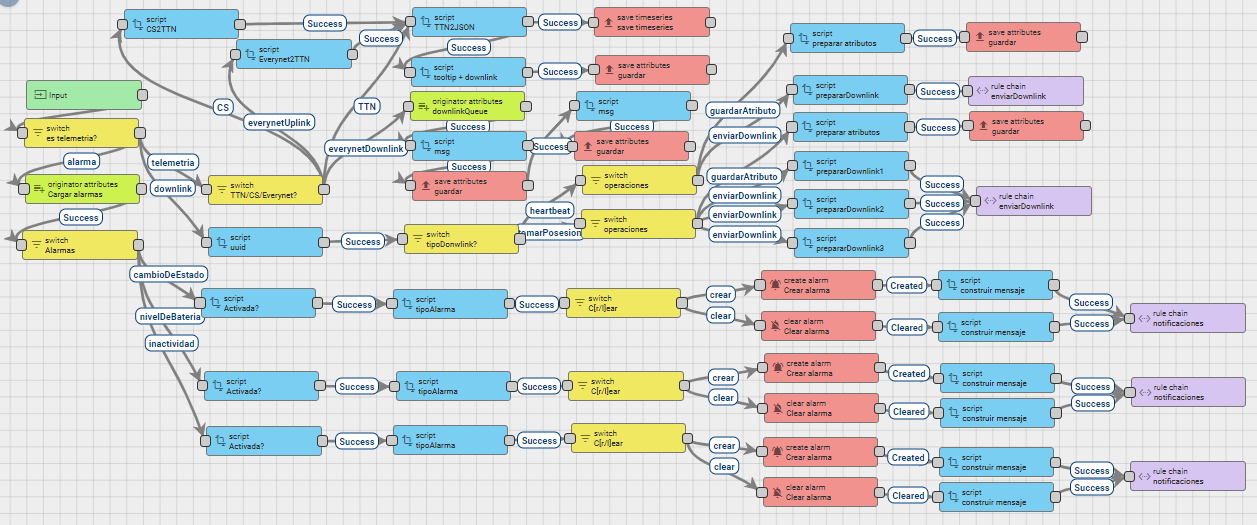 script
CS2TTN
Success
script
TTN2JSON
Success
save timeseries
save timeseries
script
Everynet2TTN
Success
Success
script
tooltip + downlink
Success
save attributes
guardar
script
preparar atributos
Success
save attributes
guardar
Input
CS
TTN
everynetUplink
originator attributes
downlinkQueue
Success
script
msg
Success
guardarAtributo
script
prepararDownlink
Success
rule chain
enviarDownlink
switch
es telemetria?
alarma
telemetria
downlink
everynetDownlink
script
msg
Success
Success
save attributes
guardar
enviarDownlink
script
preparar atributos
Success
save attributes
guardar
originator attributes
Cargar alarmas
Success
switch
TTN/CS/Everynet?
save attributes
guardar
switch
operaciones
guardarAtributo
script
prepararDownlink1
Success
enviarDownlink
script
prepararDownlink2
Success
rule chain
enviarDownlink
heartbeat
tomarPosesion
switch
operaciones
enviarDownlink
enviarDownlink
script
prepararDownlink3
Success
switch
Alarmas
script
uuid
Success
switch
tipoDonwlink?
cambioDeEstado
nivelDeBateria
inactividad
script
Activada?
Success
script
tipoAlarma
Success
switch
C[r/l]ear
crear
clear
create alarm
Crear alarma
Created
script
construir mensaje
Success
clear alarm
Clear alarma
Cleared
script
construir mensaje
Success
rule chain
notificaciones
script
Activada?
Success
script
tipoAlarma
Success
switch
C[r/l]ear
crear
clear
create alarm
Crear alarma
Created
script
construir mensaje
Success
clear alarm
Clear alarma
Cleared
script
construir mensaje
Success
rule chain
notificaciones
script
Activada?
Success
script
tipoAlarma
Success
switch
C[r/l]ear
crear
clear
create alarm
Crear alarma
Created
script
construir mensaje
Success
clear alarm
Clear alarma
Cleared
script
construir mensaje
Success
rule chain
notificaciones